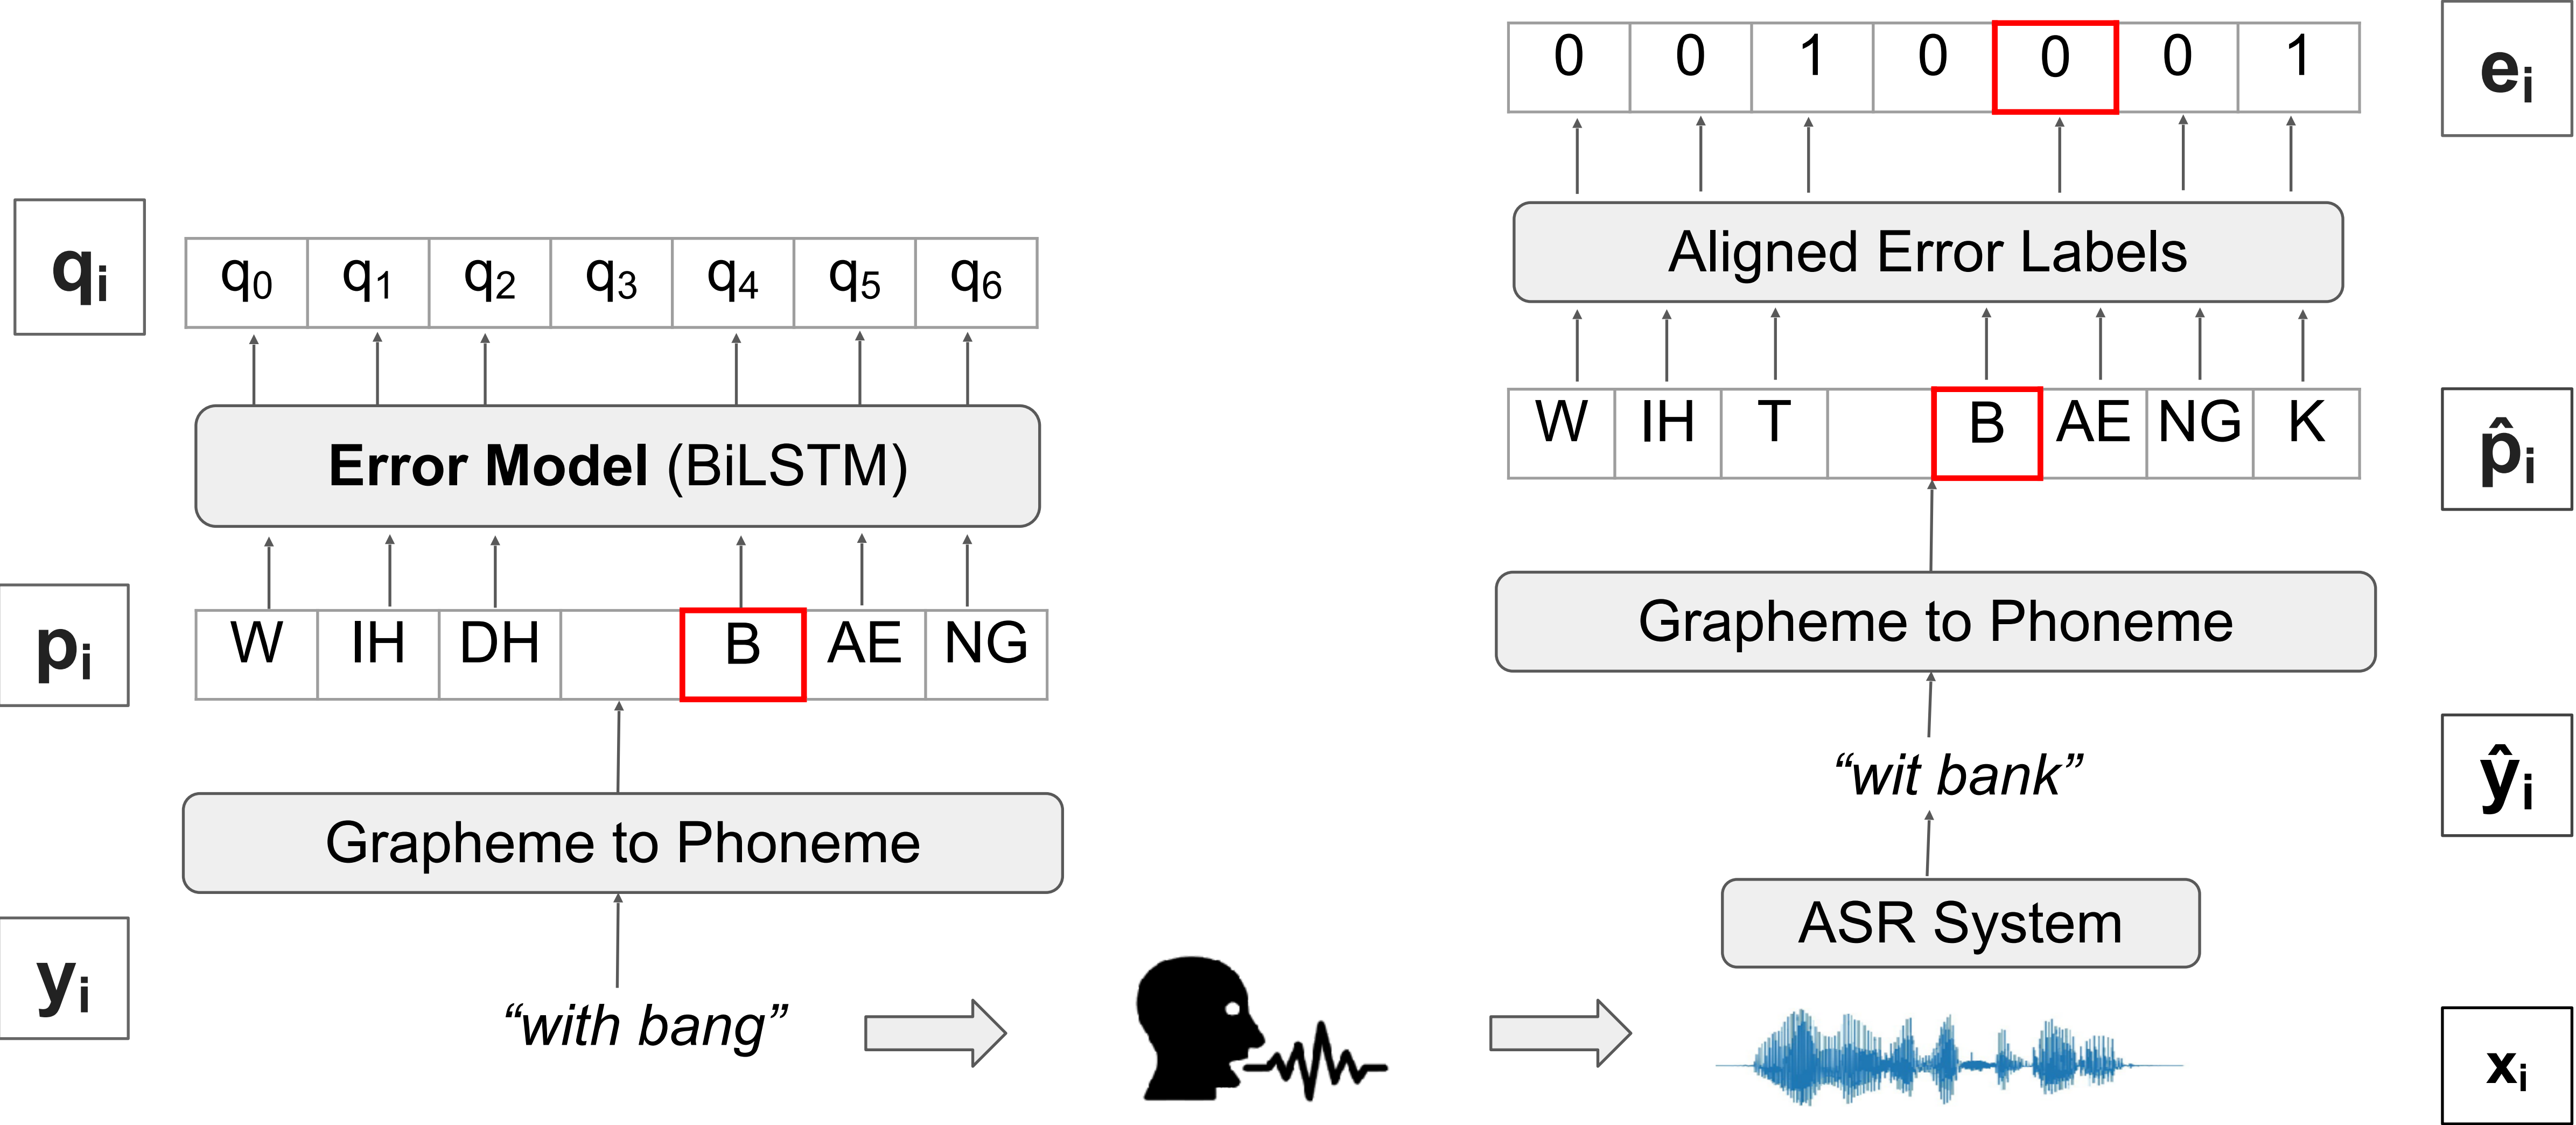 0 0 1 0 0 0 1
eᵢ
Aligned Error Labels
qᵢ
q₀ q₁ q₂ q₃ q₄ q₅ q₆
Error Model (BiLSTM)
W IH T B AE NG K
p̂ᵢ
pᵢ
W IH DH B AE NG
Grapheme to Phoneme
“wit bank”
ŷᵢ
Grapheme to Phoneme
ASR System
yᵢ
“with bang”
xᵢ